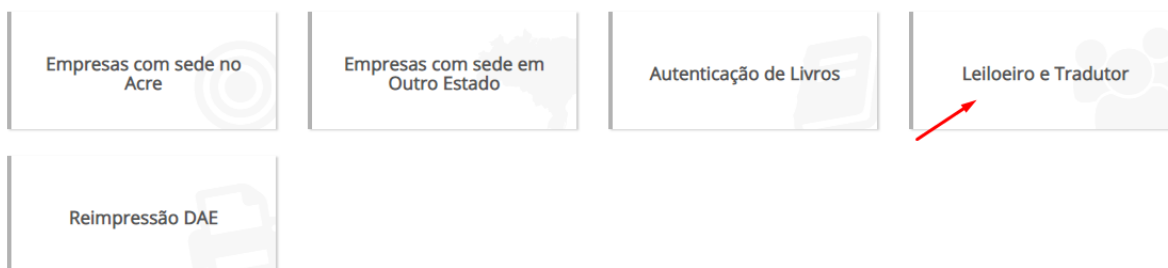 Empresas com sede no
Acre
Empresas com sede em
Outro Estado
Autenticação de Livros
Leiloeiro e Tradutor
Reimpressão DAE